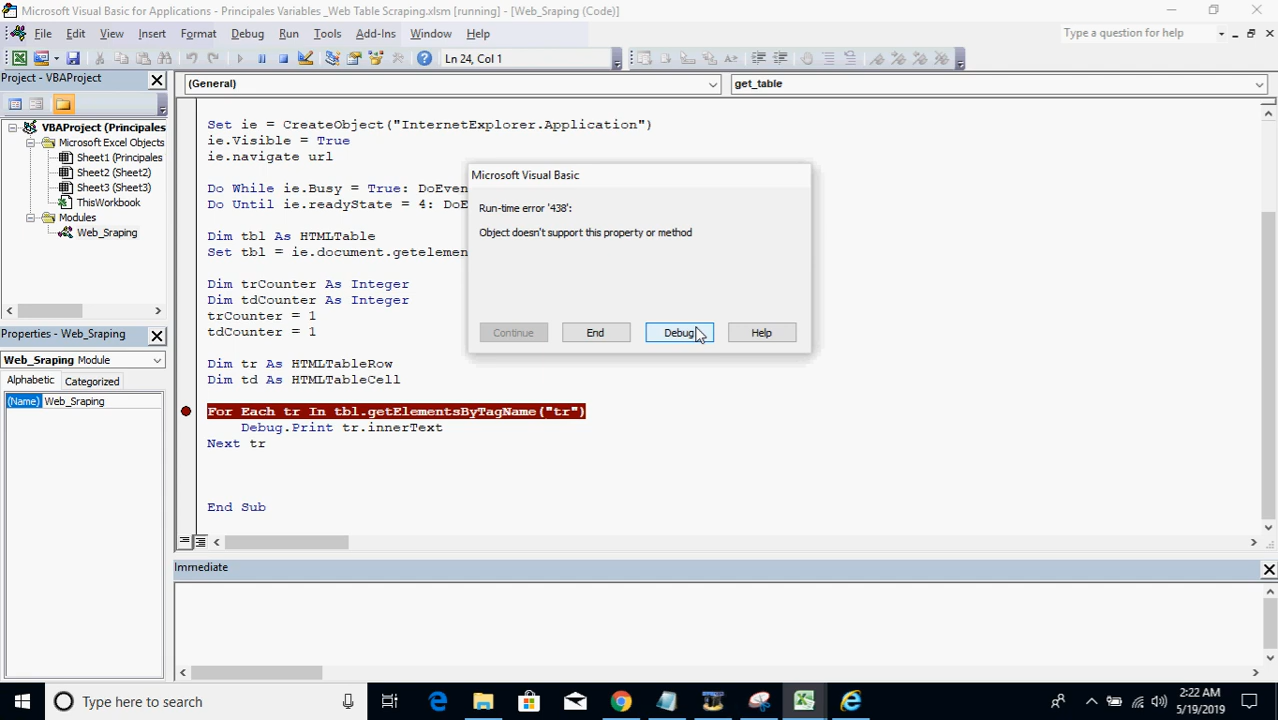 Microsoft Visual Basic for Applications - Principales Variables _Web Table Scraping.xlsm [running] - [Web_Sraping (Code)]
File Edit View Insert Format Debug Run Tools Add-Ins Window Help
Type a question for help
Ln 24, Col 1
Project - VBAProject
(General)
get_table
VBAProject (Principales
Microsoft Excel Objects
Sheet1 (Principales
Sheet2 (Sheet2)
Sheet3 (Sheet3)
ThisWorkbook
Modules
Web_Sraping
Properties - Web_Sraping
Web_Sraping Module
Alphabetic Categorized
(Name) Web_Sraping
Set ie = CreateObject("InternetExplorer.Application")
ie.Visible = True
ie.navigate url
Do While ie.Busy = True: DoEven
Do Until ie.readyState = 4: DoE
Dim tbl As HTMLTable
Set tbl = ie.document.getelemen
Dim trCounter As Integer
Dim tdCounter As Integer
trCounter = 1
tdCounter = 1
Dim tr As HTMLTableRow
Dim td As HTMLTableCell
For Each tr In tbl.getElementsByTagName("tr")
Debug.Print tr.innerText
Next tr
End Sub
Microsoft Visual Basic
Run-time error '438':
Object doesn't support this property or method
Continue End Debug Help
Immediate
Type here to search
2:22 AM
5/19/2019